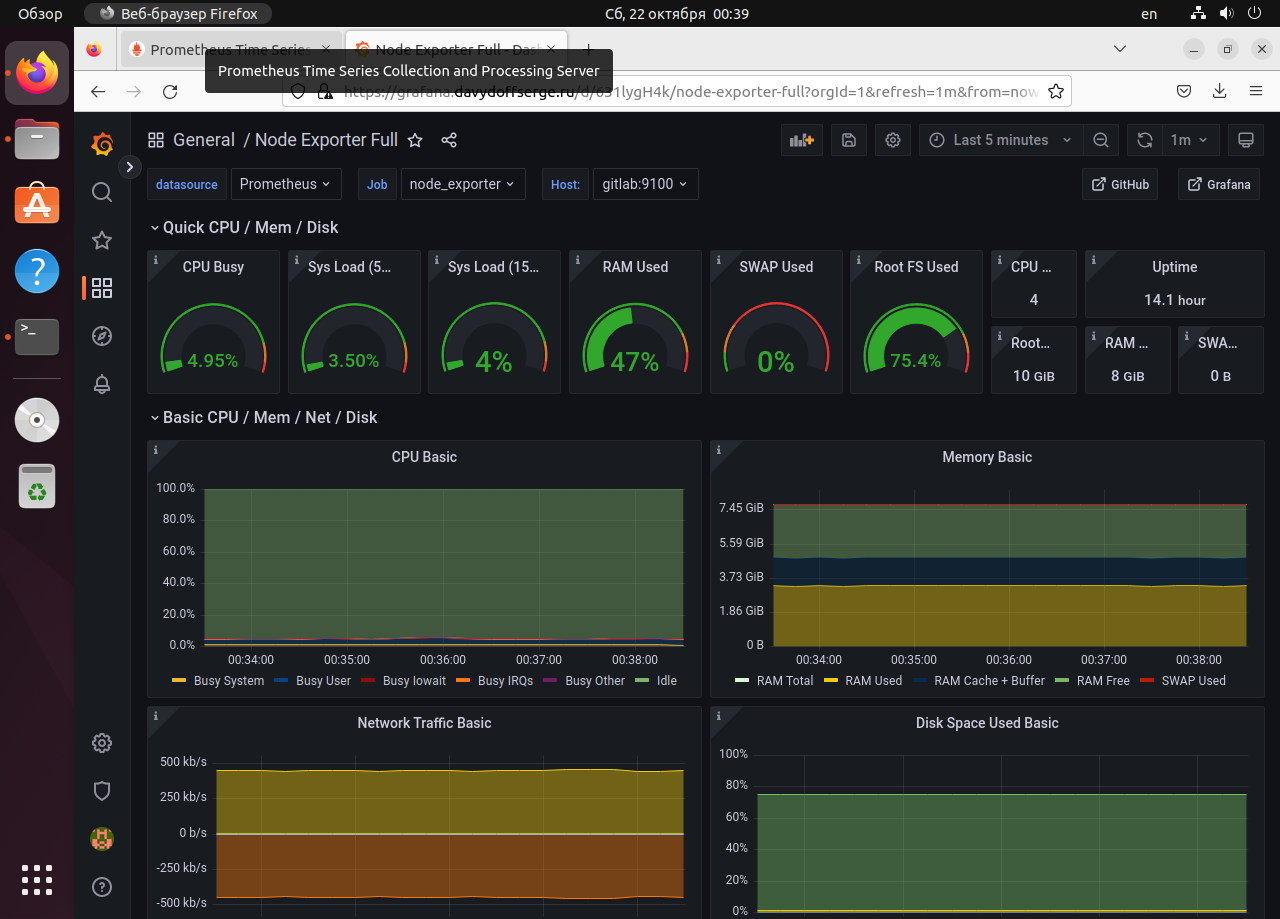 Обзор
Веб-браузер Firefox
Сб, 22 октября 00:39
en
Prometheus Time Series
Node Exporter Full - Das
Prometheus Time Series Collection and Processing Server
https://grafana.davydoffserge.ru/d/631lygH4k/node-exporter-full?orgId=1&refresh=1m&from=now
General / Node Exporter Full
Last 5 minutes
1m
datasource Prometheus
Job node_exporter
Host: gitlab:9100
GitHub
Grafana
Quick CPU / Mem / Disk
CPU Busy
4.95%
Sys Load (5...
3.50%
Sys Load (15...
4%
RAM Used
47%
SWAP Used
0%
Root FS Used
75.4%
CPU ...
4
Uptime
14.1 hour
Root...
10 GiB
RAM ...
8 GiB
SWA...
0 B
Basic CPU / Mem / Net / Disk
CPU Basic
100.0%
80.0%
60.0%
40.0%
20.0%
0.0%
00:34:00 00:35:00 00:36:00 00:37:00 00:38:00
Busy System Busy User Busy Iowait Busy IRQs Busy Other Idle
Memory Basic
7.45 GiB
5.59 GiB
3.73 GiB
1.86 GiB
0 B
00:34:00 00:35:00 00:36:00 00:37:00 00:38:00
RAM Total RAM Used RAM Cache + Buffer RAM Free SWAP Used
Network Traffic Basic
500 kb/s
250 kb/s
0 b/s
-250 kb/s
-500 kb/s
Disk Space Used Basic
100%
80%
60%
40%
20%
0%